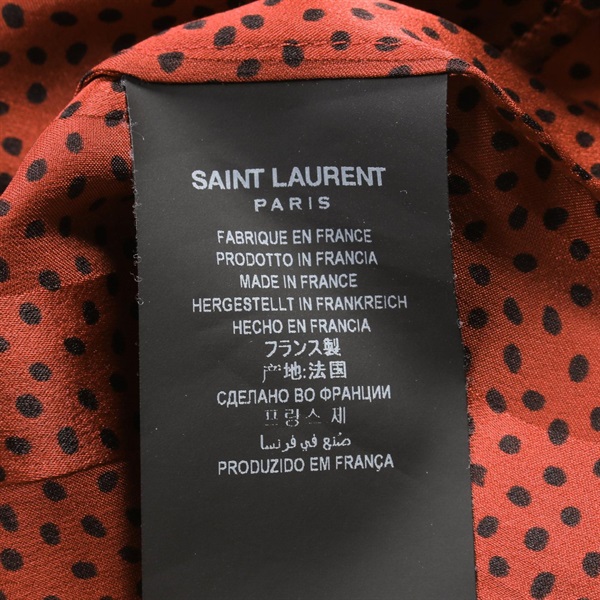 SAINT LAURENT
PARIS
FABRIQUE EN FRANCE
PRODOTTO IN FRANCIA
MADE IN FRANCE
HERGESTELLT IN FRANKREICH
HECHO EN FRANCIA
フランス製
产地:法国
СДЕЛАНО ВО ФРАНЦИИ
프랑스 제
صنع في فرنسا
PRODUZIDO EM FRANÇA